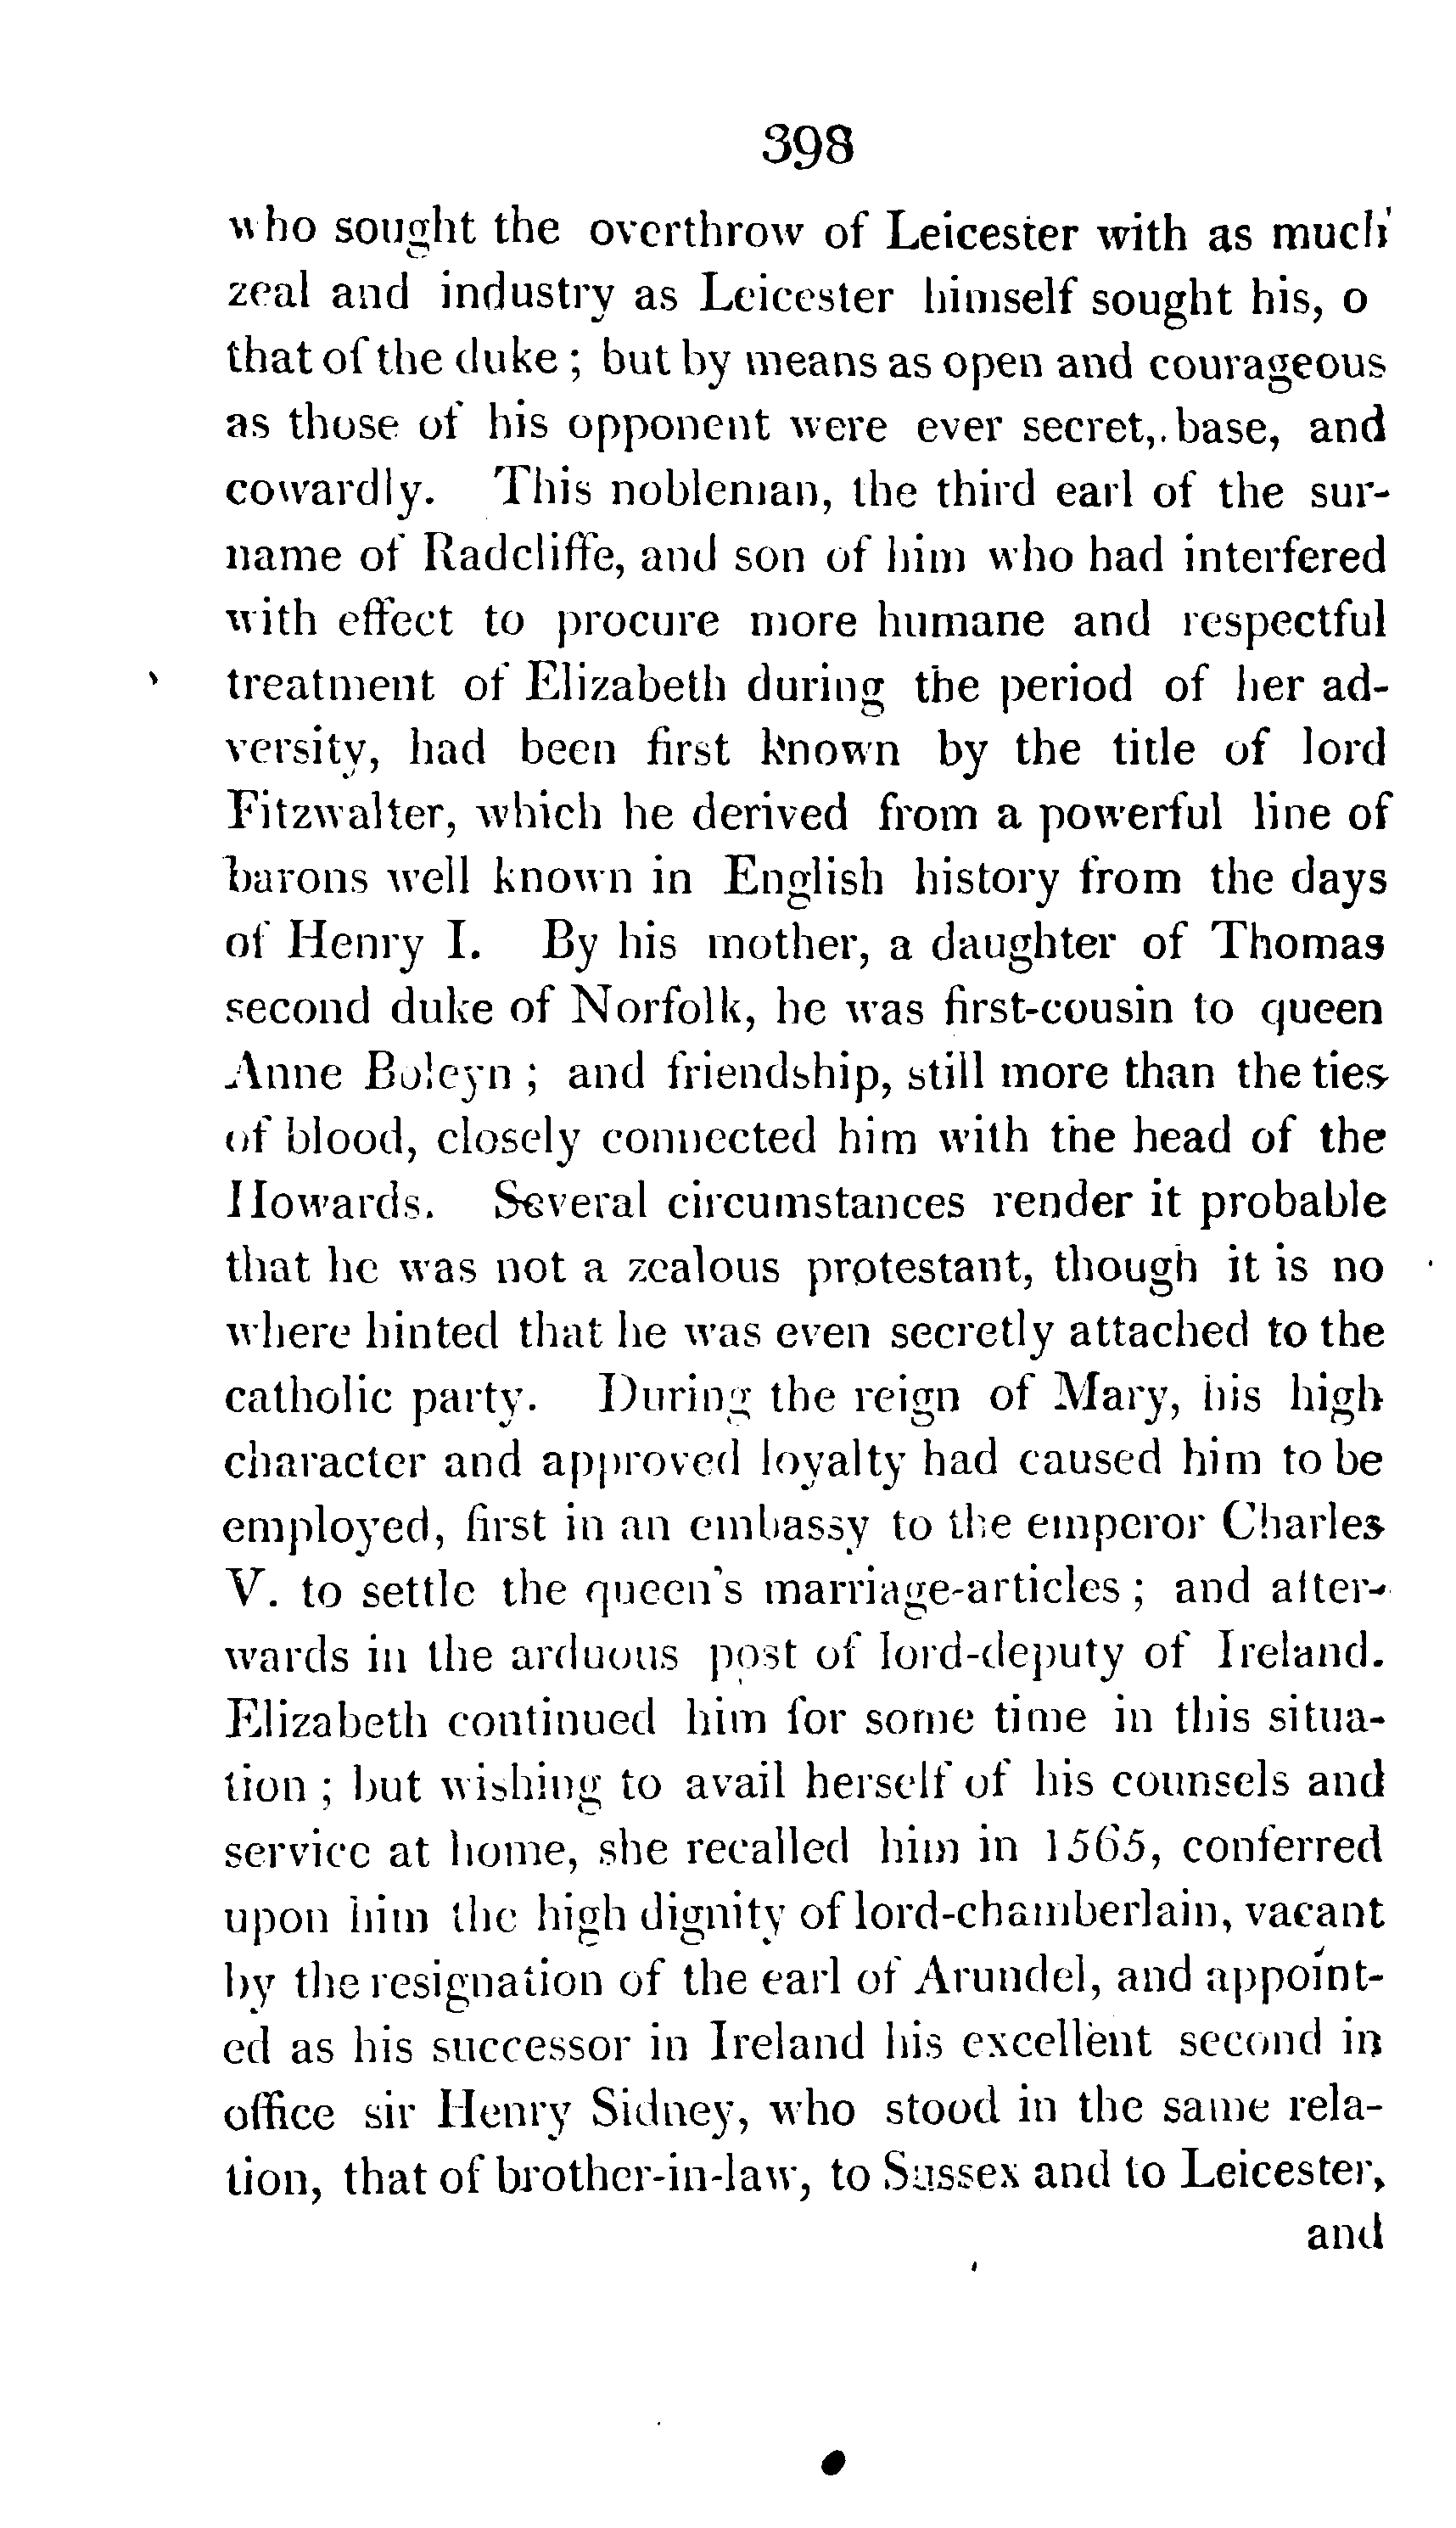 398
who sought the overthrow of Leicester with as much
zeal and industry as Leicester himself sought his, o
that of the duke ; but by means as open and courageous
as those of his opponent were ever secret, base, and
cowardly. This nobleman, the third earl of the sur-
name of Radcliffe, and son of him who had interfered
with effect to procure more humane and respectful
treatment of Elizabeth during the period of her ad-
versity, had been first known by the title of lord
Fitzwalter, which he derived from a powerful line of
barons well known in English history from the days
of Henry I. By his mother, a daughter of Thomas
second duke of Norfolk, he was first-cousin to queen
Anne Boleyn ; and friendship, still more than the ties
of blood, closely connected him with the head of the
Howards. Several circumstances render it probable
that he was not a zealous protestant, though it is no
where hinted that he was even secretly attached to the
catholic party. During the reign of Mary, his high
character and approved loyalty had caused him to be
employed, first in an embassy to the emperor Charles
V. to settle the queen's marriage-articles ; and after-
wards in the arduous post of lord-deputy of Ireland.
Elizabeth continued him for some time in this situa-
tion ; but wishing to avail herself of his counsels and
service at home, she recalled him in 1565, conferred
upon him the high dignity of lord-chamberlain, vacant
by the resignation of the earl of Arundel, and appoint-
ed as his successor in Ireland his excellent second in
office sir Henry Sidney, who stood in the same rela-
tion, that of brother-in-law, to Sussex and to Leicester,
and